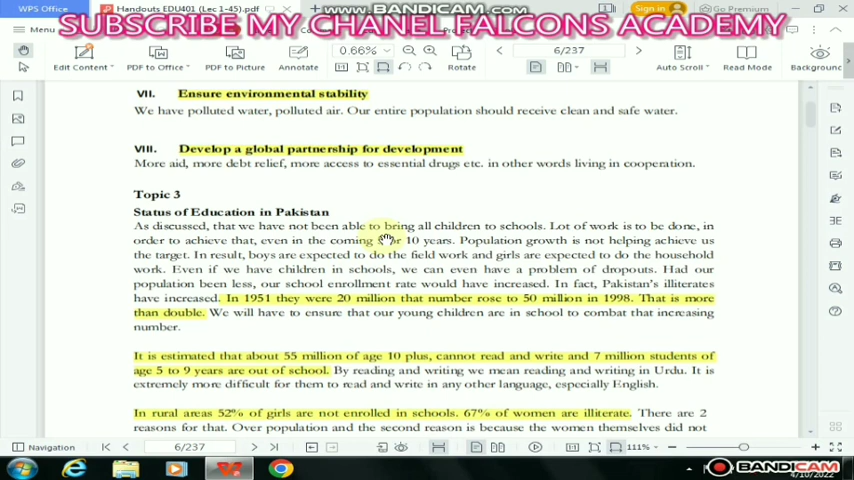 WPS Office
Handouts EDU401 (Lec 1-45).pdf
www.BANDICAM.com
Sign in
Go Premium
SUBSCRIBE MY CHANEL FALCONS ACADEMY
Menu
Edit Content
PDF to Office
PDF to Picture
Annotate
0.66%
Rotate
6/237
Auto Scroll
Read Mode
Background
VII. Ensure environmental stability
We have polluted water, polluted air. Our entire population should receive clean and safe water.
VIII. Develop a global partnership for development
More aid, more debt relief, more access to essential drugs etc. in other words living in cooperation.
Topic 3
Status of Education in Pakistan
As discussed, that we have not been able to bring all children to schools. Lot of work is to be done, in
order to achieve that, even in the coming 10 years. Population growth is not helping achieve us
the target. In result, boys are expected to do the field work and girls are expected to do the household
work. Even if we have children in schools, we can even have a problem of dropouts. Had our
population been less, our school enrollment rate would have increased. In fact, Pakistan's illiterates
have increased. In 1951 they were 20 million that number rose to 50 million in 1998. That is more
than double. We will have to ensure that our young children are in school to combat that increasing
number.
It is estimated that about 55 million of age 10 plus, cannot read and write and 7 million students of
age 5 to 9 years are out of school. By reading and writing we mean reading and writing in Urdu. It is
extremely more difficult for them to read and write in any other language, especially English.
In rural areas 52% of girls are not enrolled in schools. 67% of women are illiterate. There are 2
reasons for that. Over population and the second reason is because the women themselves did not
Navigation
6/237
111%
BANDICAM
4/10/2022